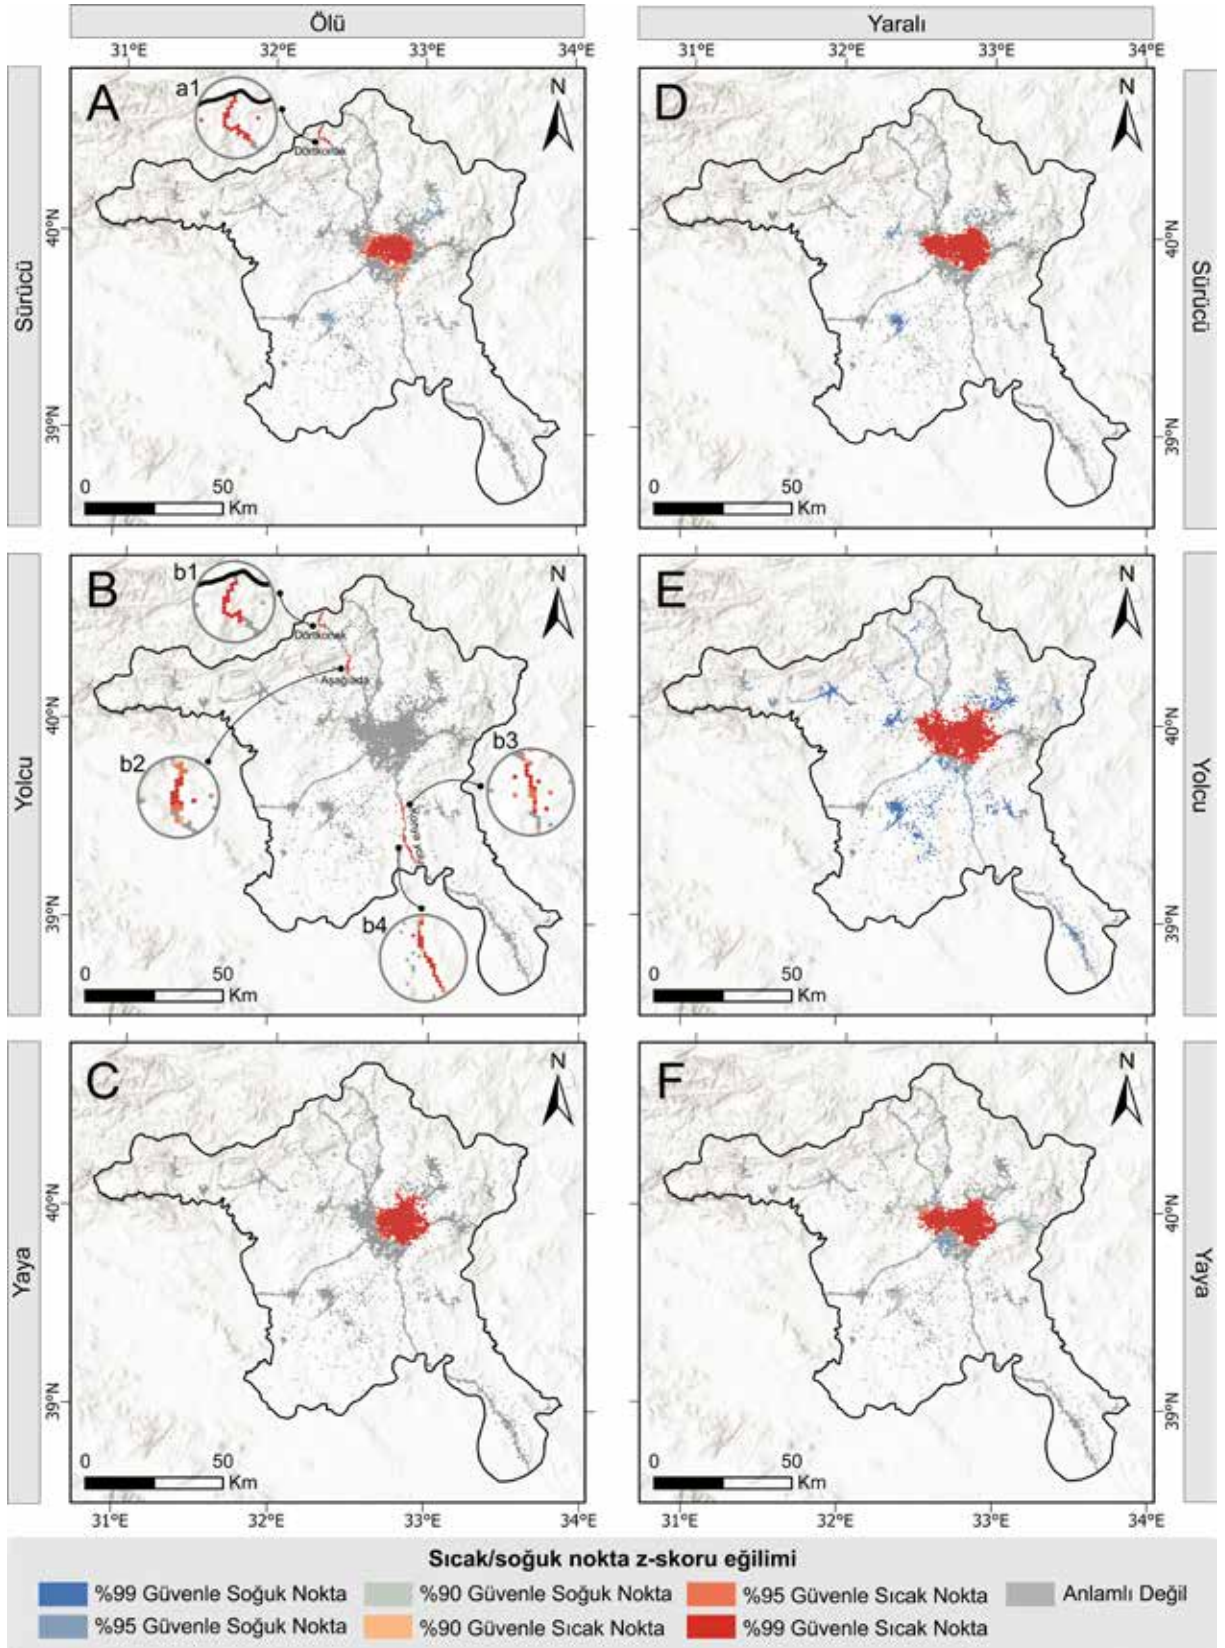 Ölü
Yaralı
31°E 32°E 33°E 34°E
31°E 32°E 33°E 34°E
Sürücü
40°N
39°N
A
a1
Dörtkonak
N
0 50
Km
D
N
0 50
Km
40°N
39°N
Sürücü
Yolcu
40°N
39°N
B
b1
Dörtkonak
Aşağıada
b2
b3
Konya yolu
b4
N
0 50
Km
E
N
0 50
Km
40°N
39°N
Yolcu
Yaya
40°N
39°N
C
N
0 50
Km
F
N
0 50
Km
40°N
39°N
Yaya
31°E 32°E 33°E 34°E
31°E 32°E 33°E 34°E
Sıcak/soğuk nokta z-skoru eğilimi
%99 Güvenle Soğuk Nokta
%90 Güvenle Soğuk Nokta
%95 Güvenle Sıcak Nokta
Anlamlı Değil
%95 Güvenle Soğuk Nokta
%90 Güvenle Sıcak Nokta
%99 Güvenle Sıcak Nokta